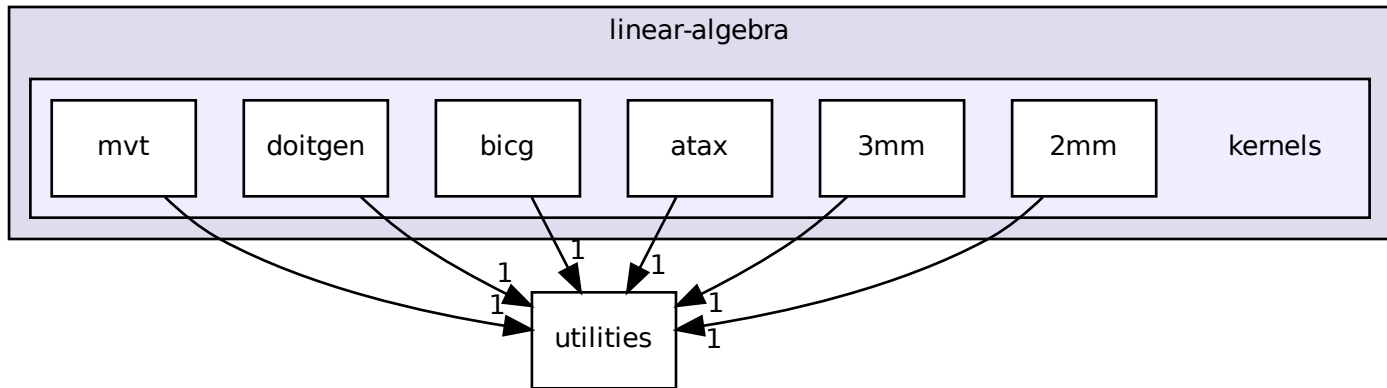 linear-algebra
mvt
doitgen
bicg
atax
3mm
2mm
kernels
1
1
1
1
1
1
utilities